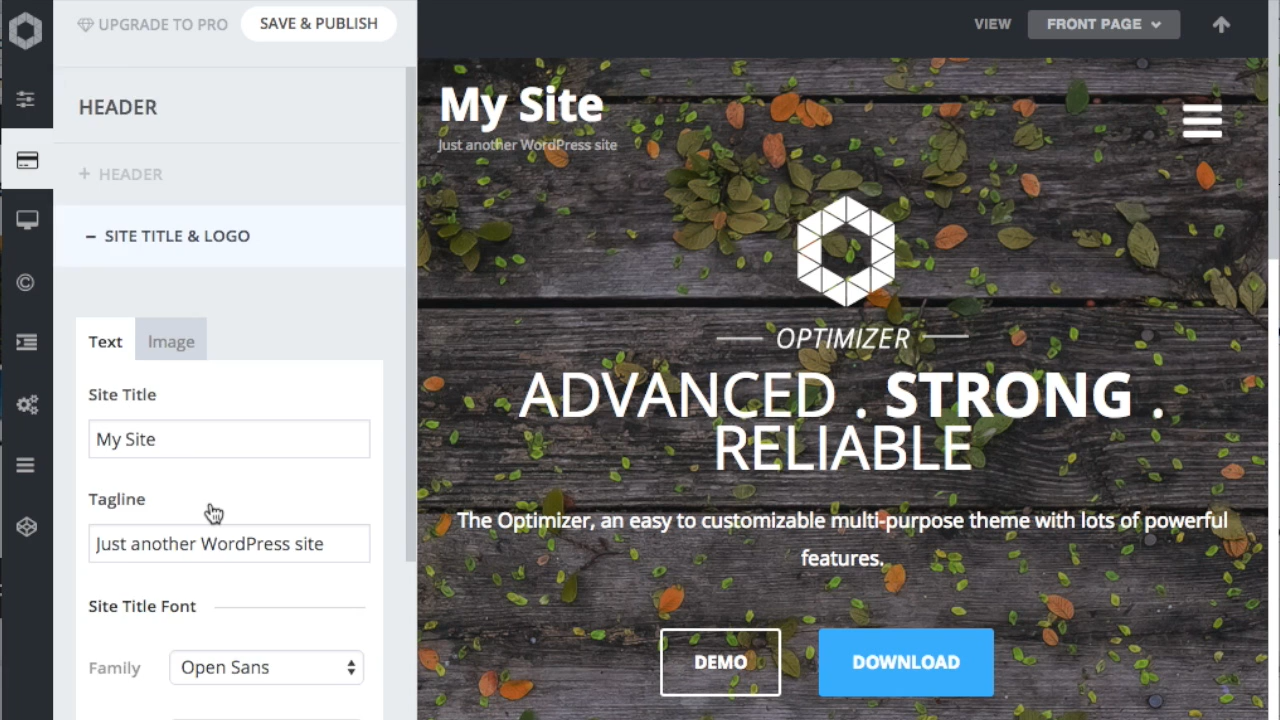 UPGRADE TO PRO
SAVE & PUBLISH
HEADER
+ HEADER
– SITE TITLE & LOGO
Text
Image
Site Title
My Site
Tagline
Just another WordPress site
Site Title Font
Family
Open Sans
VIEW
FRONT PAGE
My Site
Just another WordPress site
OPTIMIZER
ADVANCED . STRONG .
RELIABLE
The Optimizer, an easy to customizable multi-purpose theme with lots of powerful
features.
DEMO
DOWNLOAD